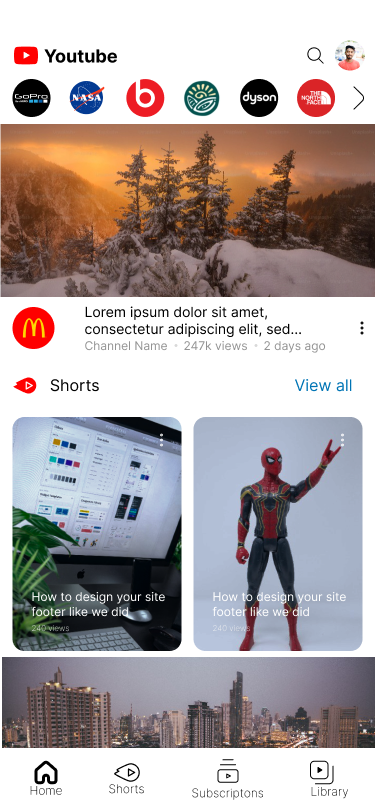 Youtube
GoPro
NASA
b
dyson
THE
NORTH
FACE
Lorem ipsum dolor sit amet,
consectetur adipiscing elit, sed...
Channel Name • 247k views • 2 days ago
Shorts
View all
How to design your site
footer like we did
240 views
How to design your site
footer like we did
240 views
Home
Shorts
Subscriptons
Library